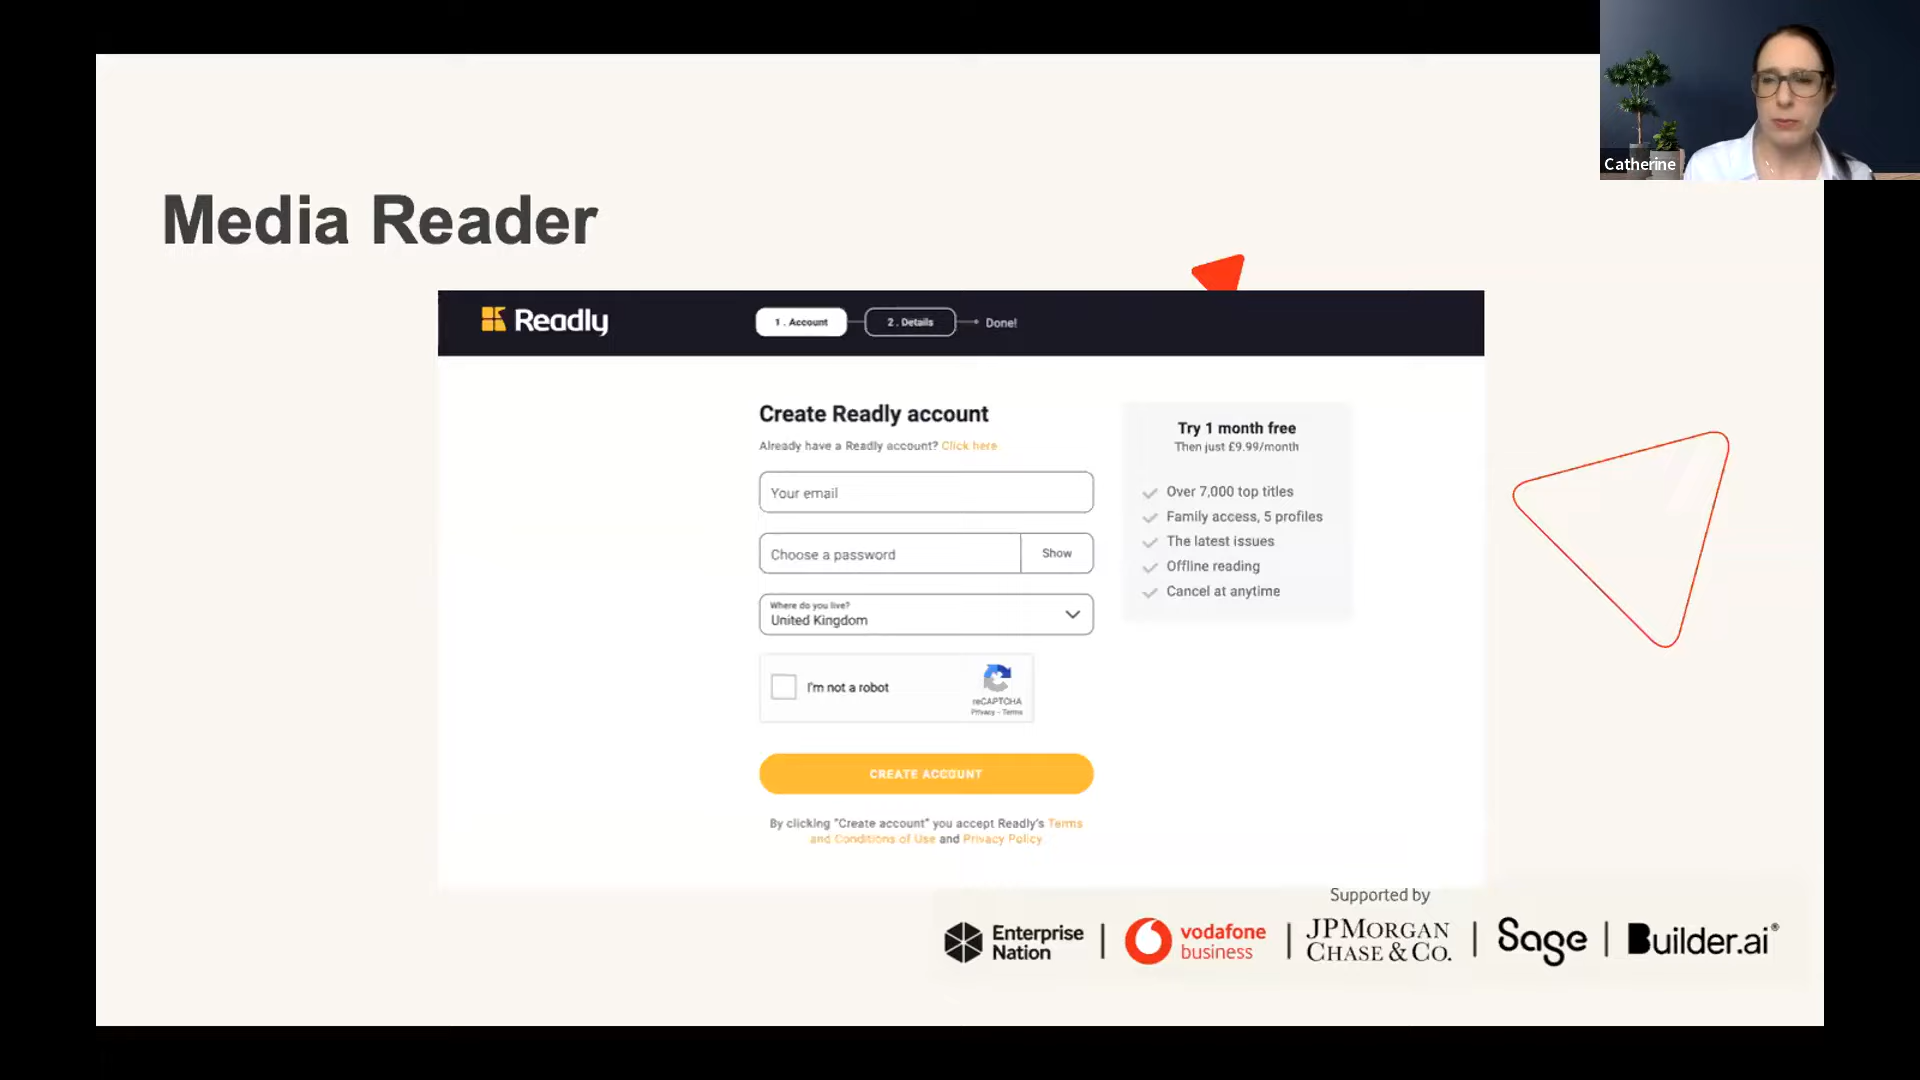 Catherine
Media Reader
Readly
1 . Account
2 . Details
Done!
Create Readly account
Already have a Readly account? Click here
Your email
Choose a password
Show
Where do you live?
United Kingdom
I'm not a robot
reCAPTCHA
Privacy - Terms
CREATE ACCOUNT
By clicking "Create account" you accept Readly's Terms
and Conditions of Use and Privacy Policy
Try 1 month free
Then just £9.99/month
Over 7,000 top titles
Family access, 5 profiles
The latest issues
Offline reading
Cancel at anytime
Supported by
Enterprise
Nation
vodafone
business
JPMORGAN
CHASE & CO.
Sage
Builder.ai®